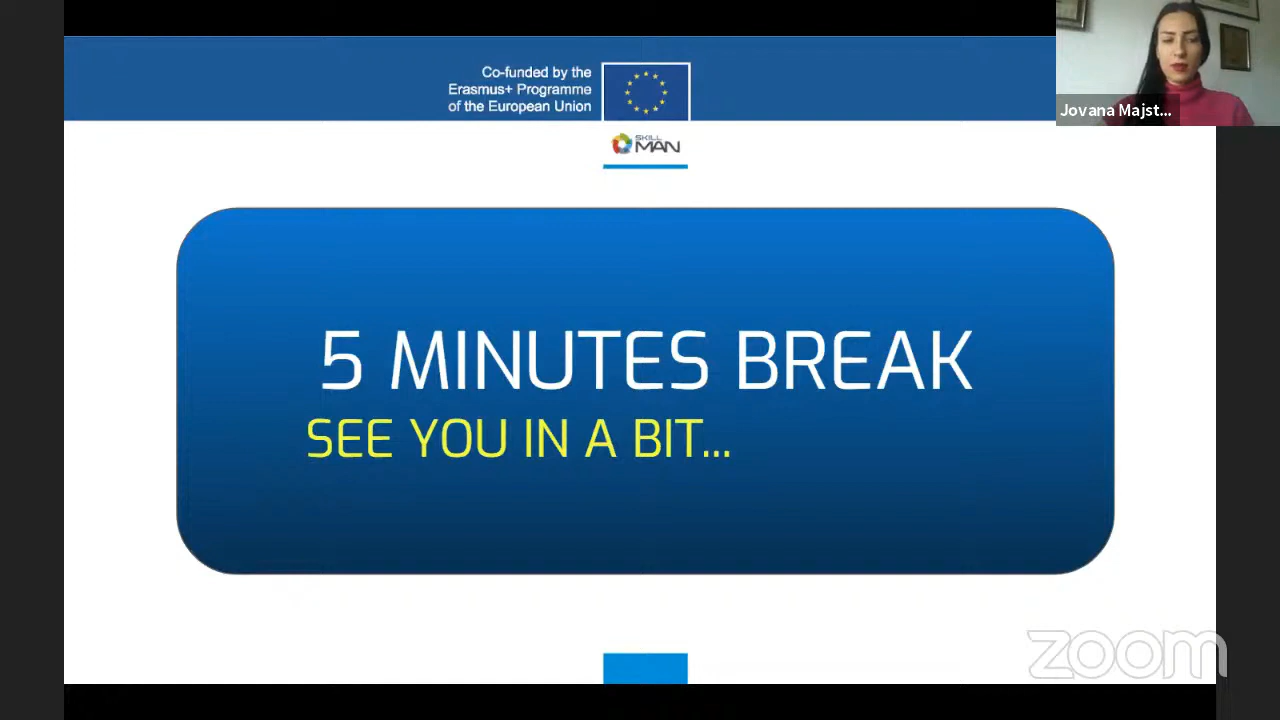 Co-funded by the
Erasmus+ Programme
of the European Union
SKILL
MAN
Jovana Majst...
5 MINUTES BREAK
SEE YOU IN A BIT...
zoom